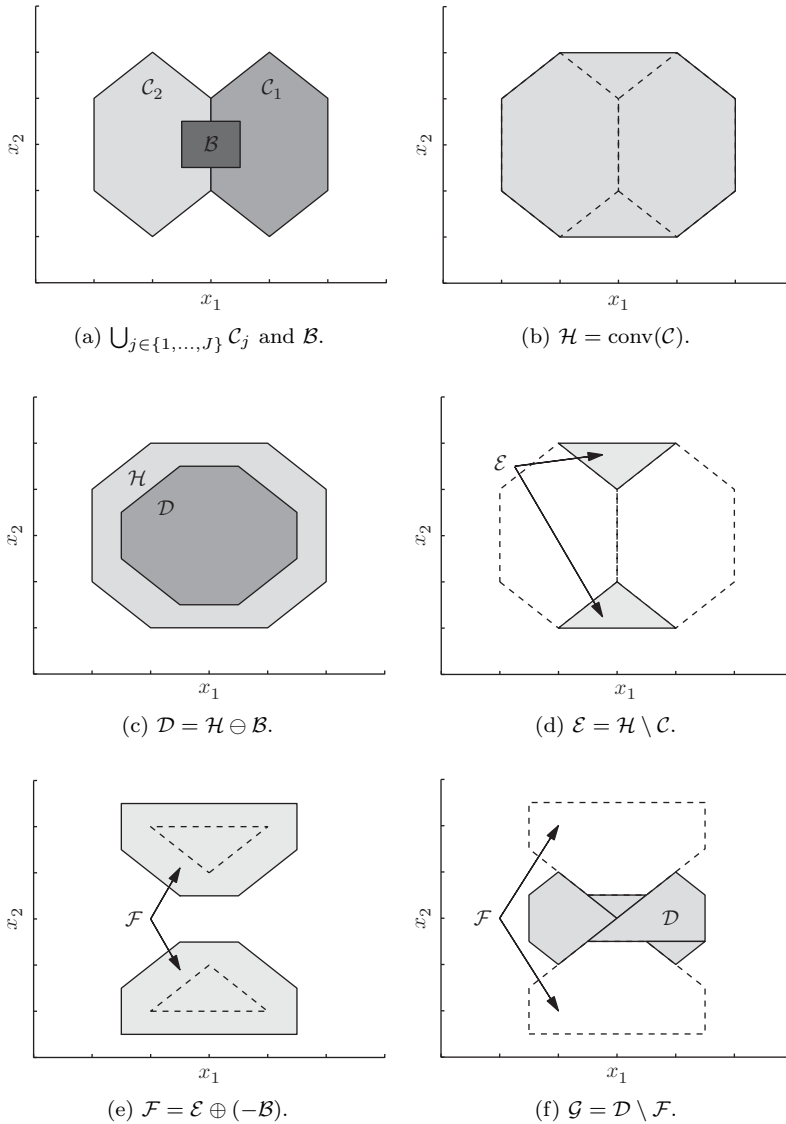 x₂
𝒞₂
𝒞₁
ℬ
x₁
(a) ⋃_{j∈{1,...,J}} 𝒞ⱼ and ℬ.
x₂
x₁
(b) ℋ = conv(𝒞).
x₂
ℋ
𝒟
x₁
(c) 𝒟 = ℋ ⊖ ℬ.
x₂
ℰ
x₁
(d) ℰ = ℋ \ 𝒞.
x₂
ℱ
x₁
(e) ℱ = ℰ ⊕ (−ℬ).
x₂
ℱ
𝒟
x₁
(f) 𝒢 = 𝒟 \ ℱ.